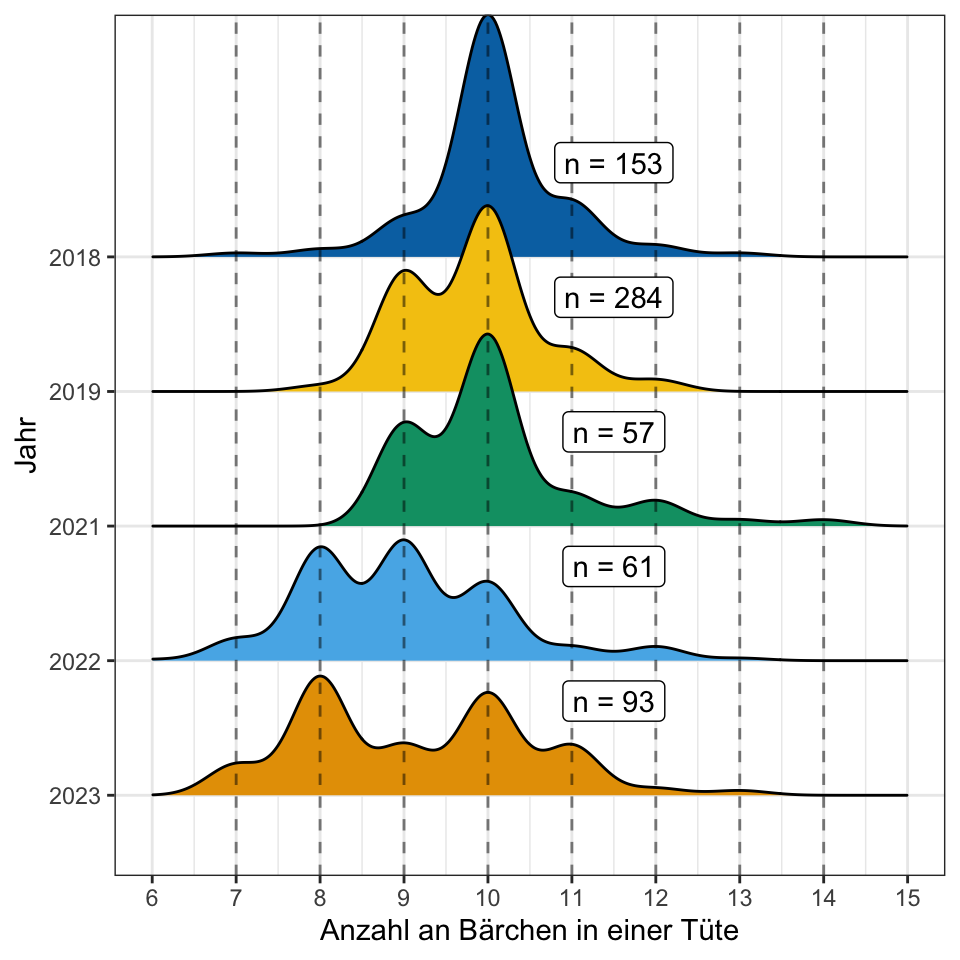 n = 153
2018
n = 284
2019
n = 57
Jahr
2021
n = 61
2022
n = 93
2023
6 7 8 9 10 11 12 13 14 15
Anzahl an Bärchen in einer Tüte